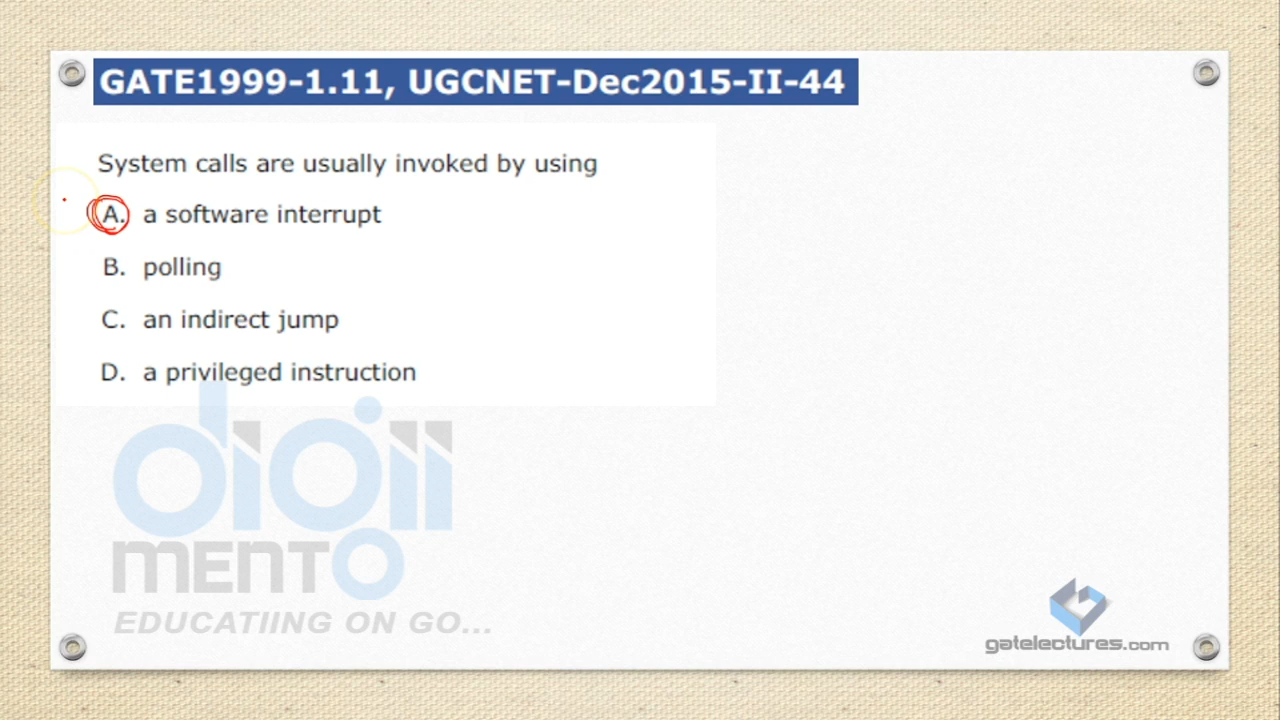 GATE1999-1.11, UGCNET-Dec2015-II-44
System calls are usually invoked by using
A. a software interrupt
B. polling
C. an indirect jump
D. a privileged instruction
digii
mento
EDUCATIING ON GO...
gatelectures.com